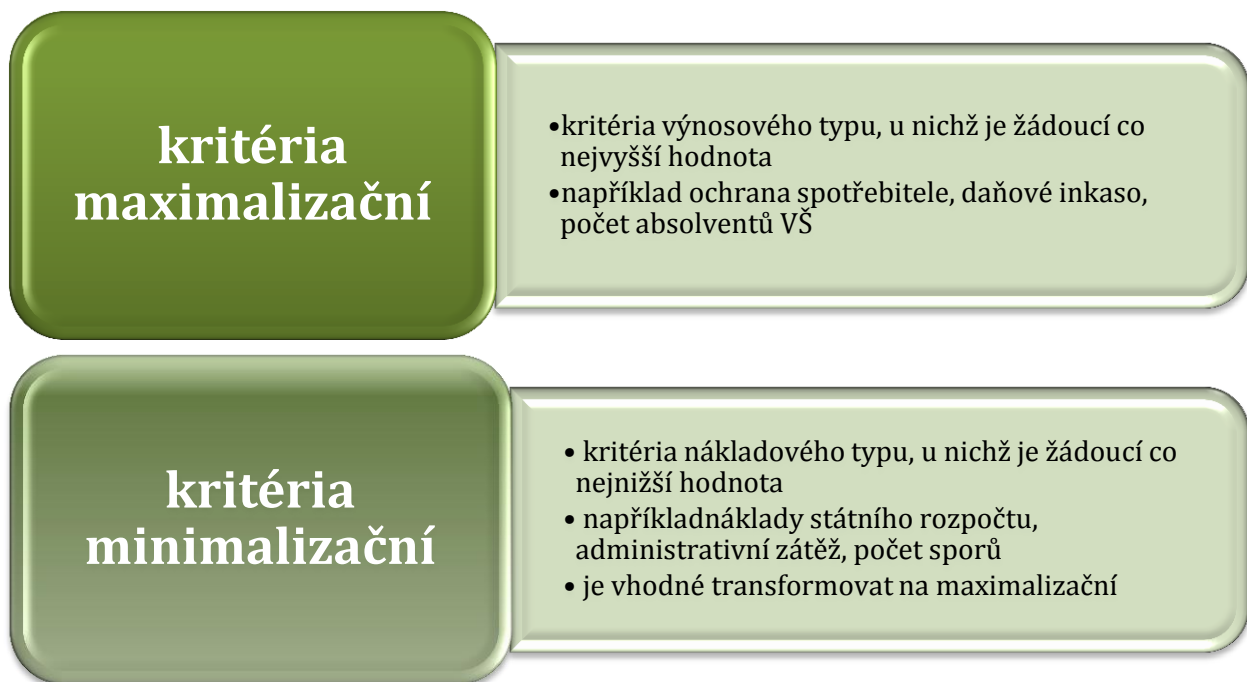 kritéria
maximalizační
•kritéria výnosového typu, u nichž je žádoucí co
nejvyšší hodnota
•například ochrana spotřebitele, daňové inkaso,
počet absolventů VŠ
kritéria
minimalizační
• kritéria nákladového typu, u nichž je žádoucí co
nejnižší hodnota
• napříkladnáklady státního rozpočtu,
administrativní zátěž, počet sporů
• je vhodné transformovat na maximalizační